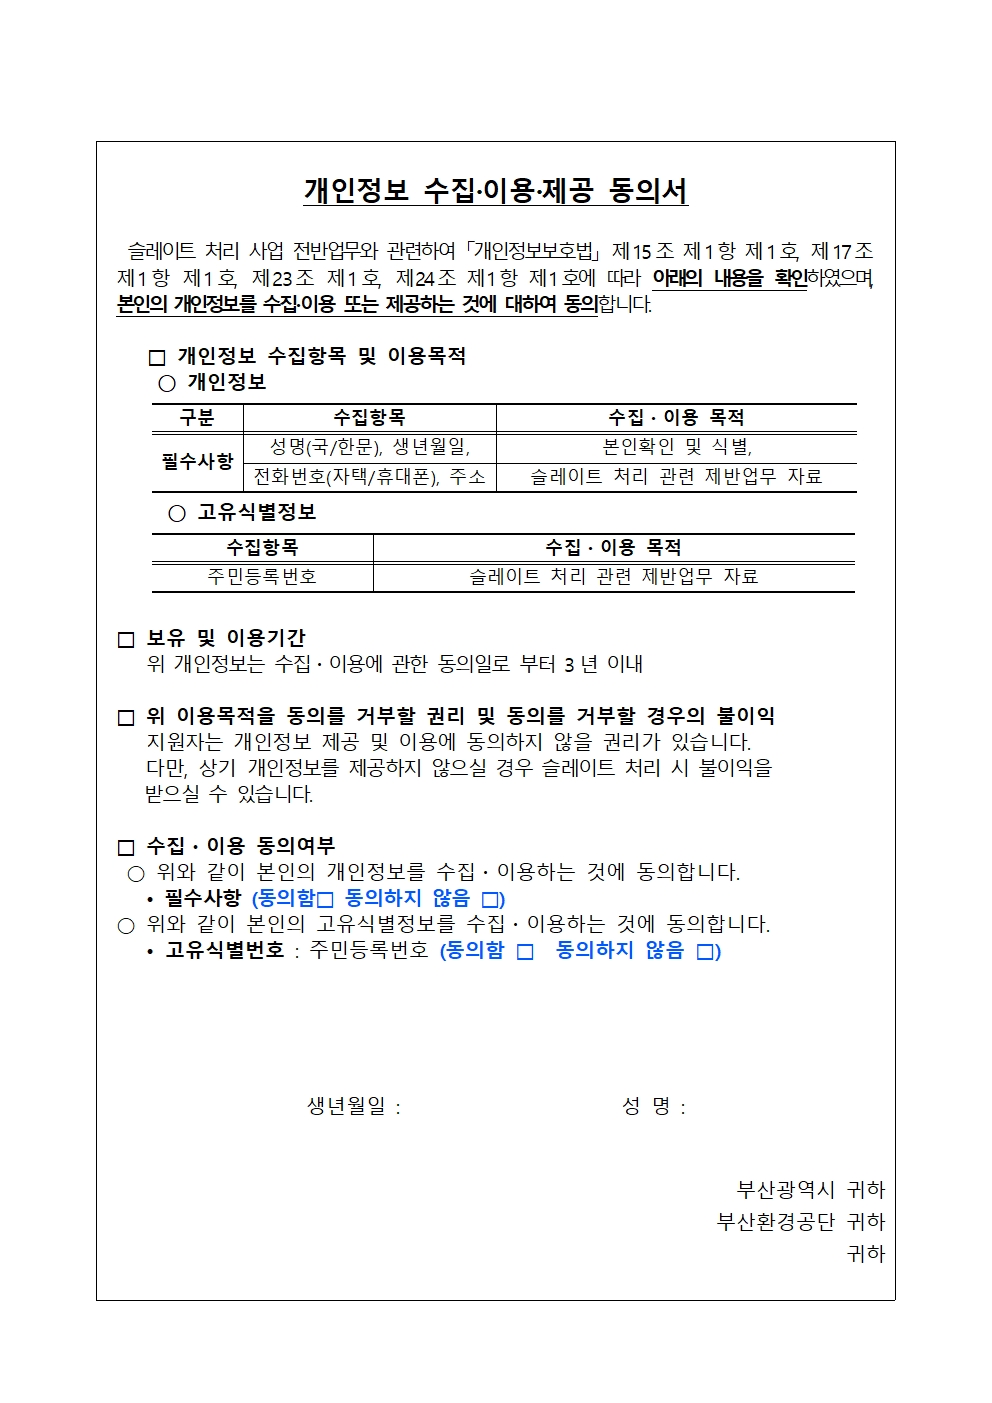 개인정보 수집·이용·제공 동의서
슬레이트 처리 사업 전반업무와 관련하여「개인정보보호법」제15조 제1항 제1호, 제17조
제1항 제1호, 제23조 제1호, 제24조 제1항 제1호에 따라 아래의 내용을 확인하였으며,
본인의 개인정보를 수집·이용 또는 제공하는 것에 대하여 동의합니다.
□ 개인정보 수집항목 및 이용목적
○ 개인정보
구분 수집항목 수집·이용 목적
필수사항 성명(국/한문), 생년월일, 본인확인 및 식별,
전화번호(자택/휴대폰), 주소 슬레이트 처리 관련 제반업무 자료
○ 고유식별정보
수집항목 수집·이용 목적
주민등록번호 슬레이트 처리 관련 제반업무 자료
□ 보유 및 이용기간
위 개인정보는 수집·이용에 관한 동의일로 부터 3년 이내
□ 위 이용목적을 동의를 거부할 권리 및 동의를 거부할 경우의 불이익
지원자는 개인정보 제공 및 이용에 동의하지 않을 권리가 있습니다.
다만, 상기 개인정보를 제공하지 않으실 경우 슬레이트 처리 시 불이익을
받으실 수 있습니다.
□ 수집·이용 동의여부
○ 위와 같이 본인의 개인정보를 수집·이용하는 것에 동의합니다.
• 필수사항 (동의함□ 동의하지 않음 □)
○ 위와 같이 본인의 고유식별정보를 수집·이용하는 것에 동의합니다.
• 고유식별번호 : 주민등록번호 (동의함 □ 동의하지 않음 □)
생년월일 : 성 명 :
부산광역시 귀하
부산환경공단 귀하
귀하